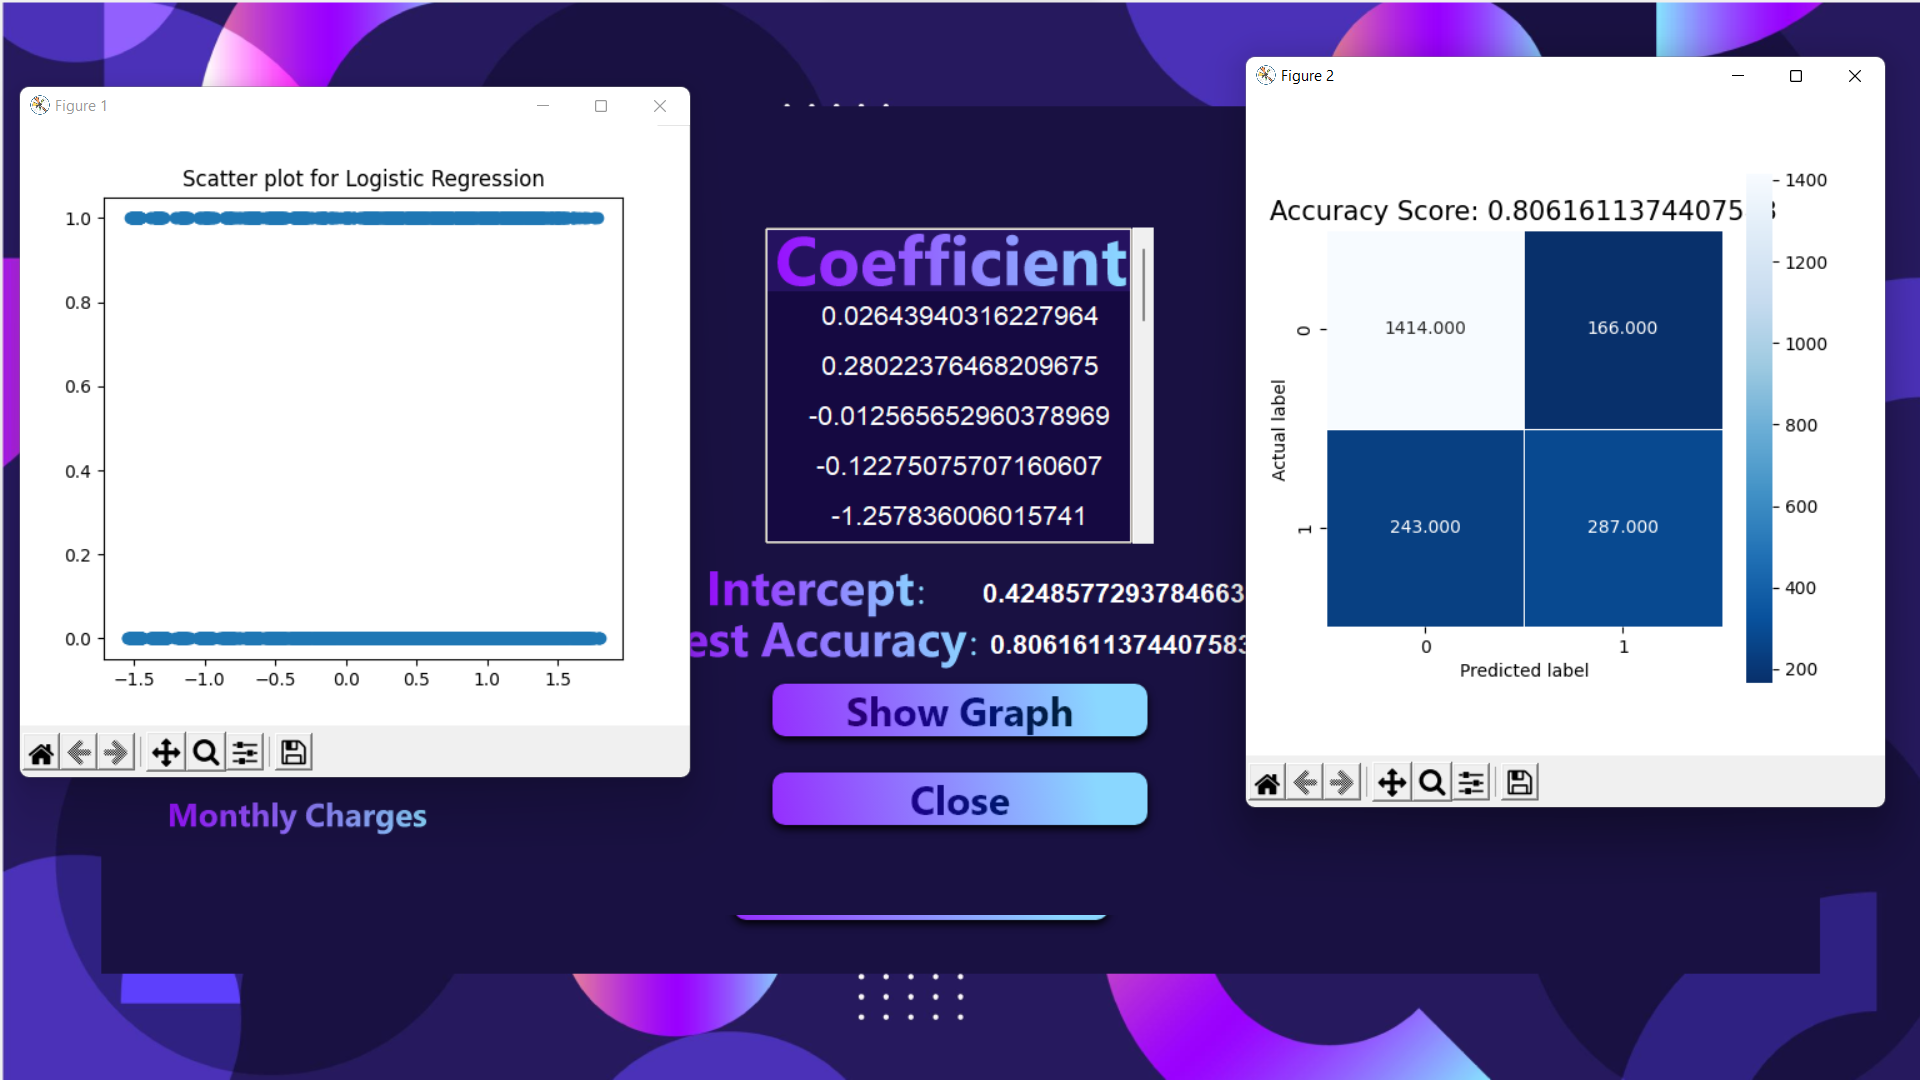 Figure 1
Scatter plot for Logistic Regression
1.0
0.8
0.6
0.4
0.2
0.0
−1.5 −1.0 −0.5 0.0 0.5 1.0 1.5
Monthly Charges
Coefficient
0.02643940316227964
0.28022376468209675
-0.012565652960378969
-0.12275075707160607
-1.257836006015741
Intercept: 0.4248577293784663
est Accuracy: 0.8061611374407583
Show Graph
Close
Figure 2
Accuracy Score: 0.80616113744075 3
Actual label
0
1
1414.000 166.000
243.000 287.000
0 1
Predicted label
1400
1200
1000
800
600
400
200